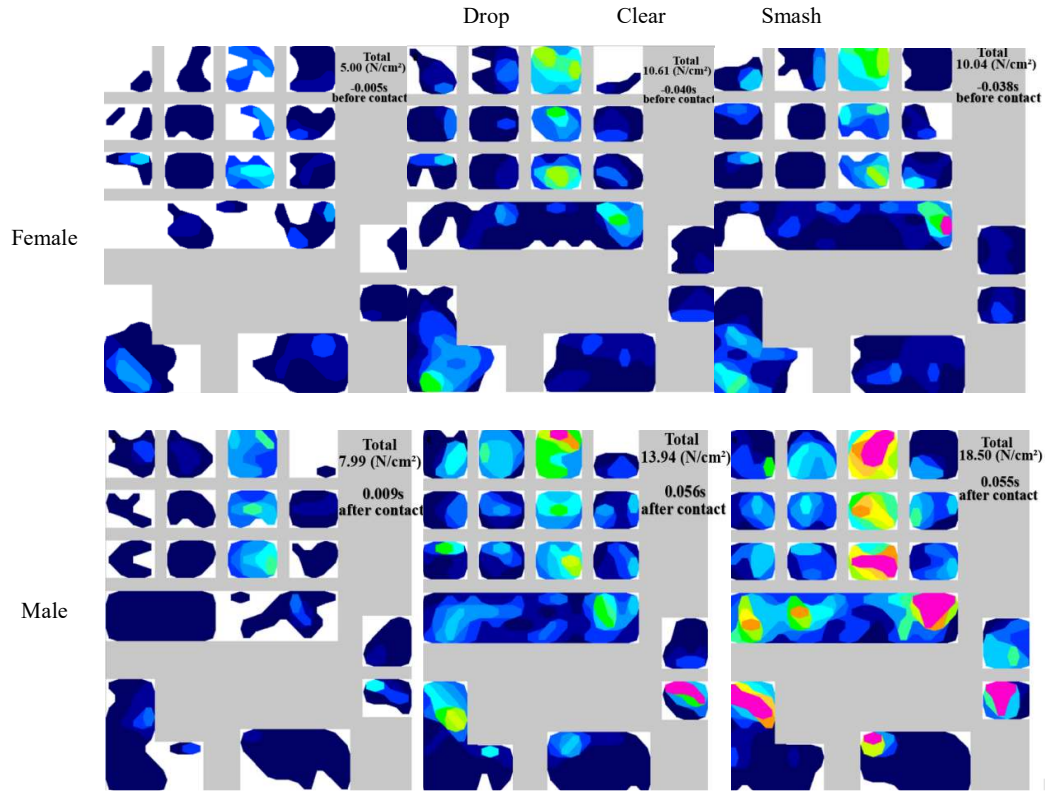 Drop Clear Smash
Female
Total
5.00 (N/cm²)
-0.005s
before contact
Total
10.61 (N/cm²)
-0.040s
before contact
Total
10.04 (N/cm²)
-0.038s
before contact
Male
Total
7.99 (N/cm²)
0.009s
after contact
Total
13.94 (N/cm²)
0.056s
after contact
Total
18.50 (N/cm²)
0.055s
after contact